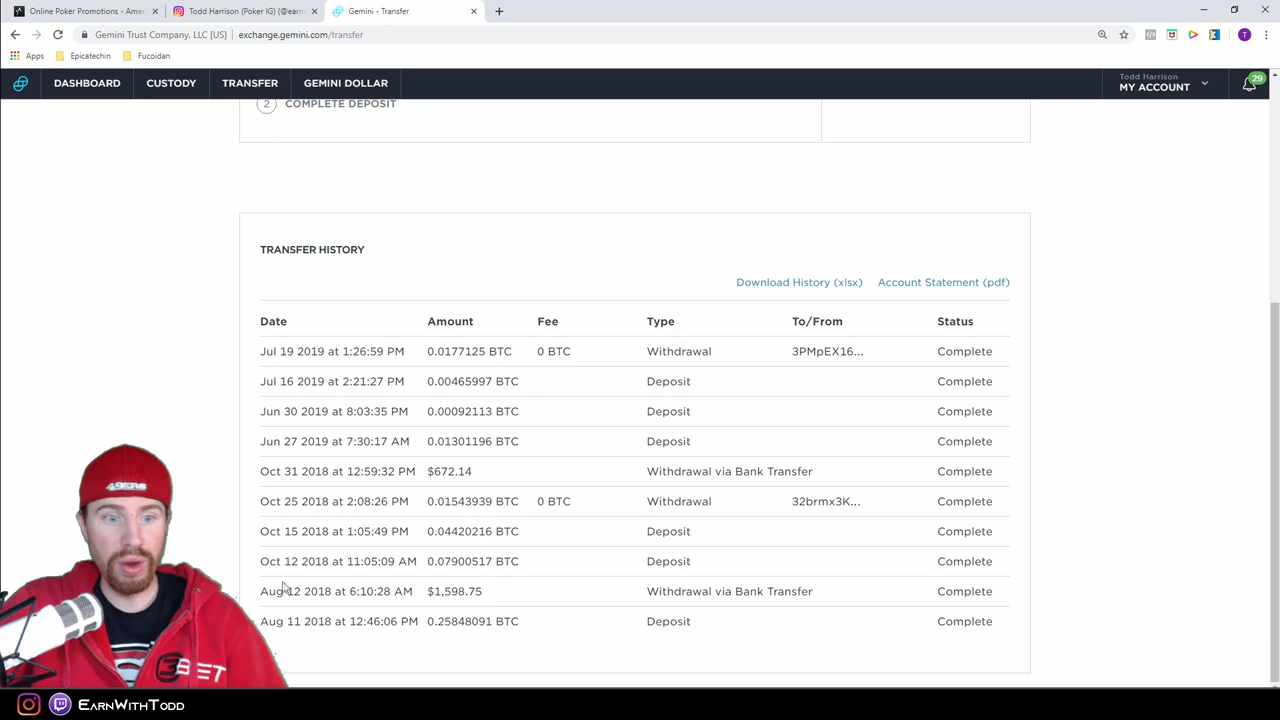 Online Poker Promotions - Ameri
Todd Harrison (Poker IG) (@earn
Gemini - Transfer
Gemini Trust Company, LLC [US] | exchange.gemini.com/transfer
T
Apps Epicatechin Fucoidan
DASHBOARD CUSTODY TRANSFER GEMINI DOLLAR
Todd Harrison
MY ACCOUNT
29
2 COMPLETE DEPOSIT
TRANSFER HISTORY
Download History (xlsx) Account Statement (pdf)
Date Amount Fee Type To/From Status
Jul 19 2019 at 1:26:59 PM 0.0177125 BTC 0 BTC Withdrawal 3PMpEX16... Complete
Jul 16 2019 at 2:21:27 PM 0.00465997 BTC Deposit Complete
Jun 30 2019 at 8:03:35 PM 0.00092113 BTC Deposit Complete
Jun 27 2019 at 7:30:17 AM 0.01301196 BTC Deposit Complete
Oct 31 2018 at 12:59:32 PM $672.14 Withdrawal via Bank Transfer Complete
Oct 25 2018 at 2:08:26 PM 0.01543939 BTC 0 BTC Withdrawal 32brmx3K... Complete
Oct 15 2018 at 1:05:49 PM 0.04420216 BTC Deposit Complete
Oct 12 2018 at 11:05:09 AM 0.07900517 BTC Deposit Complete
Aug 12 2018 at 6:10:28 AM $1,598.75 Withdrawal via Bank Transfer Complete
Aug 11 2018 at 12:46:06 PM 0.25848091 BTC Deposit Complete
49ERS
3BET
EARNWITHTODD